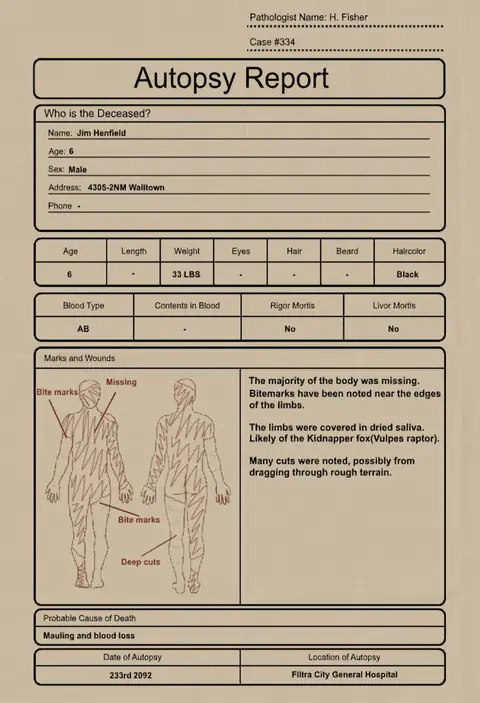 Pathologist Name: H. Fisher
Case #334
Autopsy Report
Who is the Deceased?
Name: Jim Henfield
Age: 6
Sex: Male
Address: 4305-2NM Walltown
Phone -
Age Length Weight Eyes Hair Beard Haircolor
6 - 33 LBS - - - Black
Blood Type Contents in Blood Rigor Mortis Livor Mortis
AB - No No
Marks and Wounds
Missing
Bite marks
Bite marks
Deep cuts
The majority of the body was missing.
Bitemarks have been noted near the edges
of the limbs.
The limbs were covered in dried saliva.
Likely of the Kidnapper fox(Vulpes raptor).
Many cuts were noted, possibly from
dragging through rough terrain.
Probable Cause of Death
Mauling and blood loss
Date of Autopsy Location of Autopsy
233rd 2092 Filtra City General Hospital